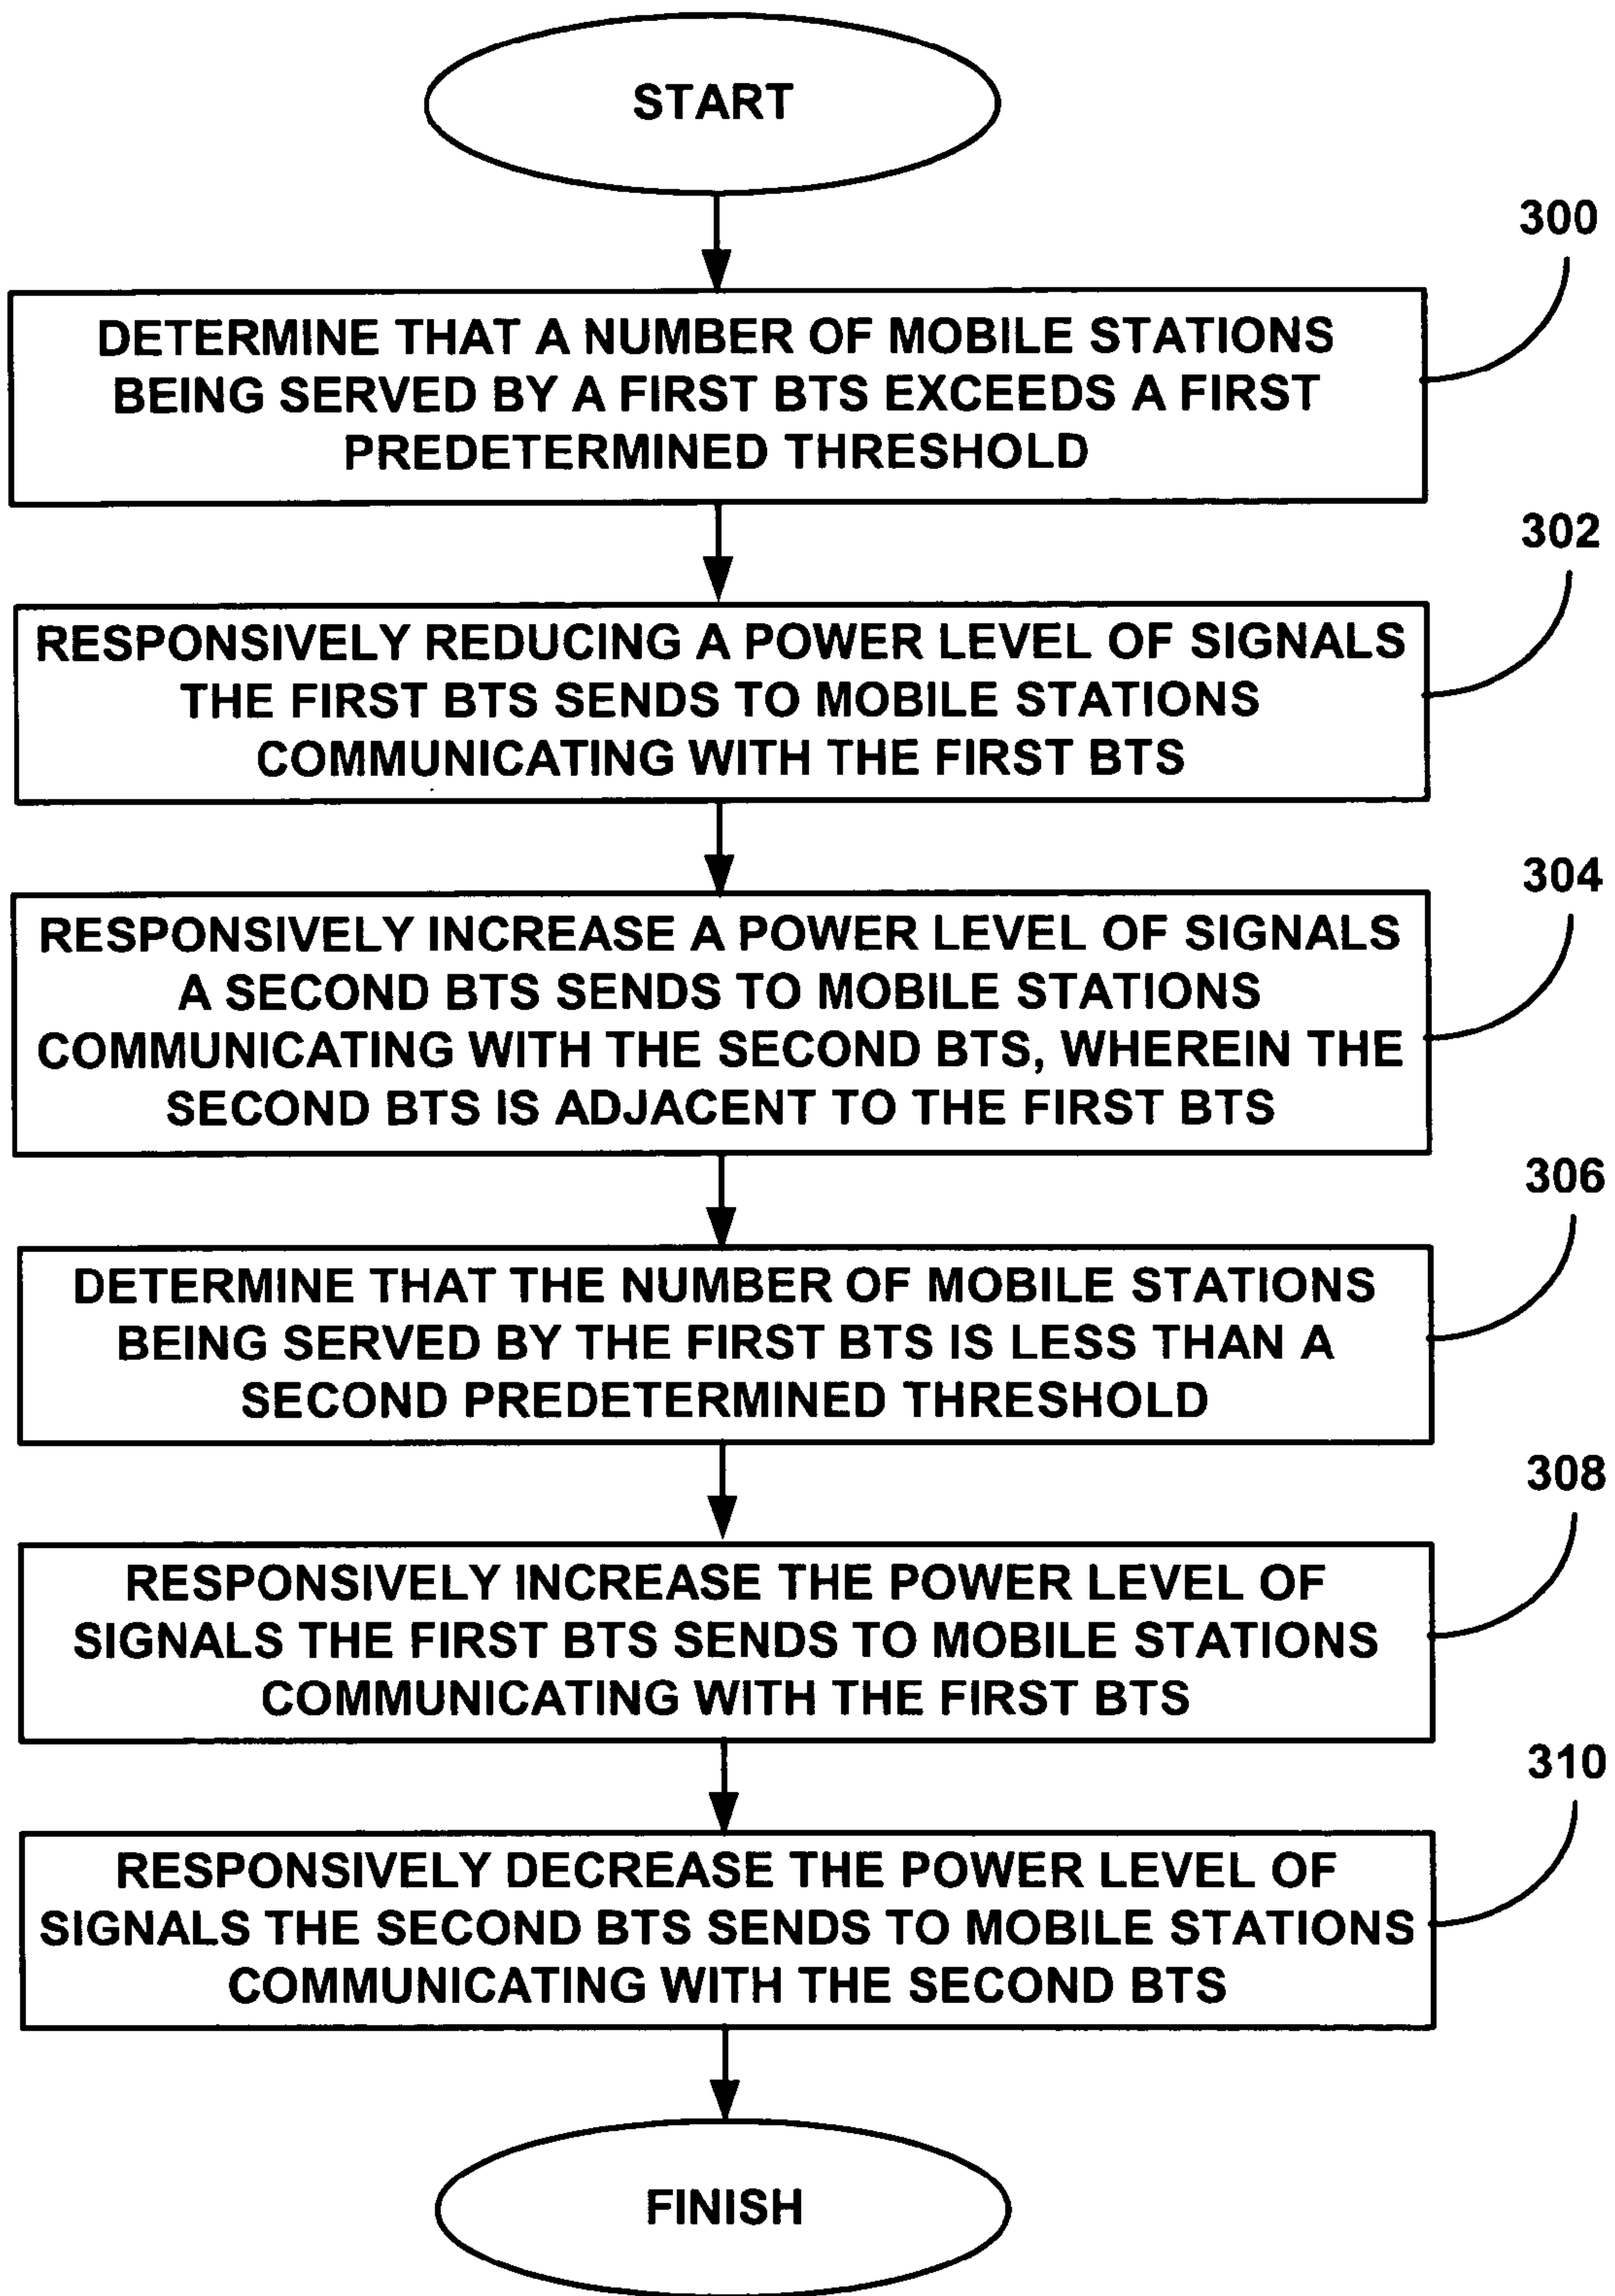 START
300
DETERMINE THAT A NUMBER OF MOBILE STATIONS
BEING SERVED BY A FIRST BTS EXCEEDS A FIRST
PREDETERMINED THRESHOLD
302
RESPONSIVELY REDUCING A POWER LEVEL OF SIGNALS
THE FIRST BTS SENDS TO MOBILE STATIONS
COMMUNICATING WITH THE FIRST BTS
304
RESPONSIVELY INCREASE A POWER LEVEL OF SIGNALS
A SECOND BTS SENDS TO MOBILE STATIONS
COMMUNICATING WITH THE SECOND BTS, WHEREIN THE
SECOND BTS IS ADJACENT TO THE FIRST BTS
306
DETERMINE THAT THE NUMBER OF MOBILE STATIONS
BEING SERVED BY THE FIRST BTS IS LESS THAN A
SECOND PREDETERMINED THRESHOLD
308
RESPONSIVELY INCREASE THE POWER LEVEL OF
SIGNALS THE FIRST BTS SENDS TO MOBILE STATIONS
COMMUNICATING WITH THE FIRST BTS
310
RESPONSIVELY DECREASE THE POWER LEVEL OF
SIGNALS THE SECOND BTS SENDS TO MOBILE STATIONS
COMMUNICATING WITH THE SECOND BTS
FINISH